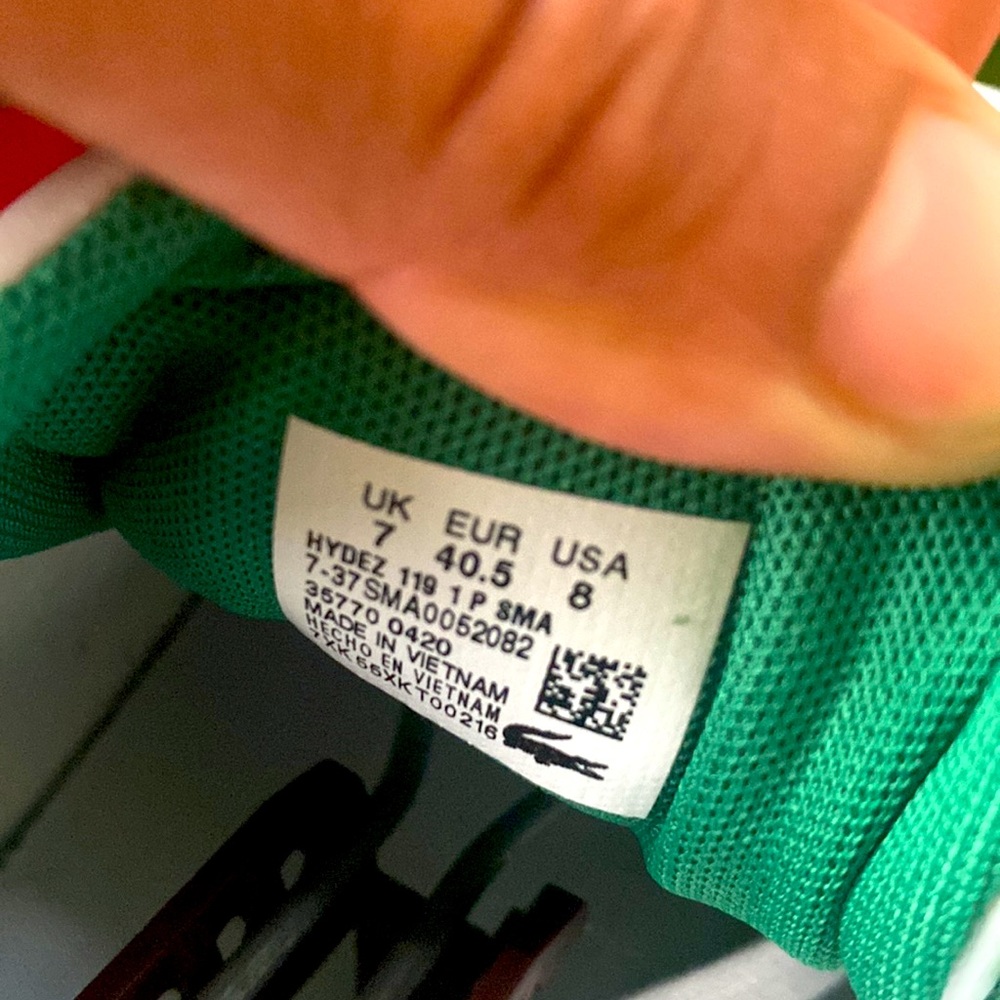 UK EUR USA
7 40.5 8
HYDEZ 119 1 P SMA
7-37SMA0052082
35770 0420
MADE IN VIETNAM
HECHO EN VIETNAM
7XK56XKT00216